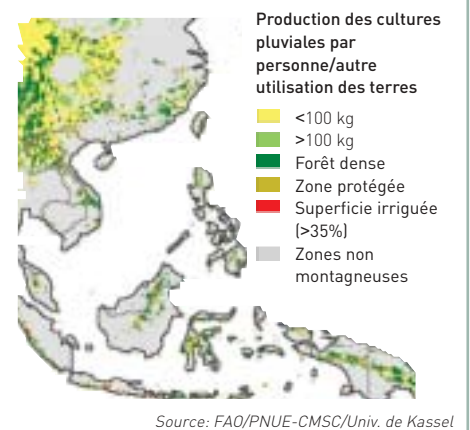 Production des cultures
pluviales par
personne/autre
utilisation des terres
<100 kg
>100 kg
Forêt dense
Zone protégée
Superficie irriguée
(>35%)
Zones non
montagneuses
Source: FAO/PNUE-CMSC/Univ. de Kassel